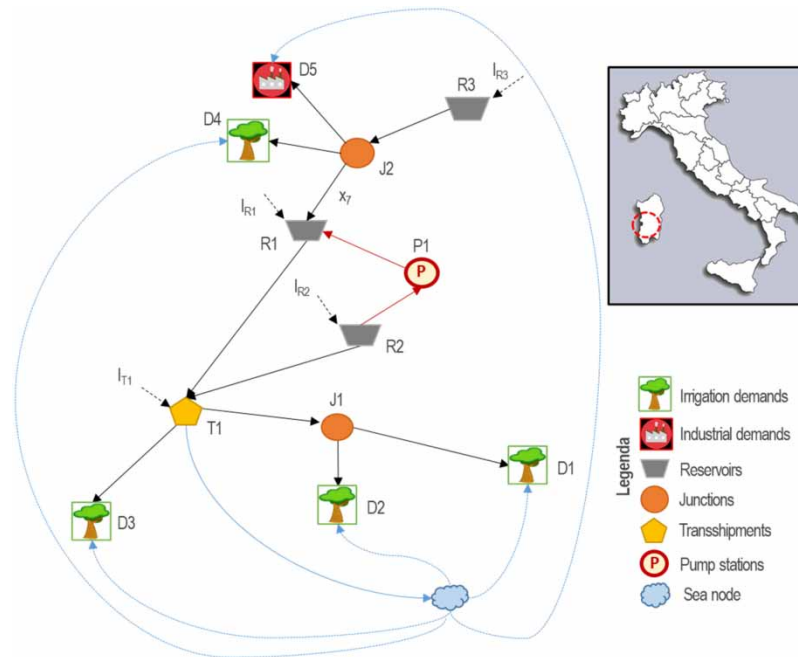 D5
I_R3
R3
D4
J2
x_7
I_R1
R1
P1
P
I_R2
R2
I_T1
J1
T1
D1
D2
D3
Legenda
Irrigation demands
Industrial demands
Reservoirs
Junctions
Transshipments
P
Pump stations
Sea node